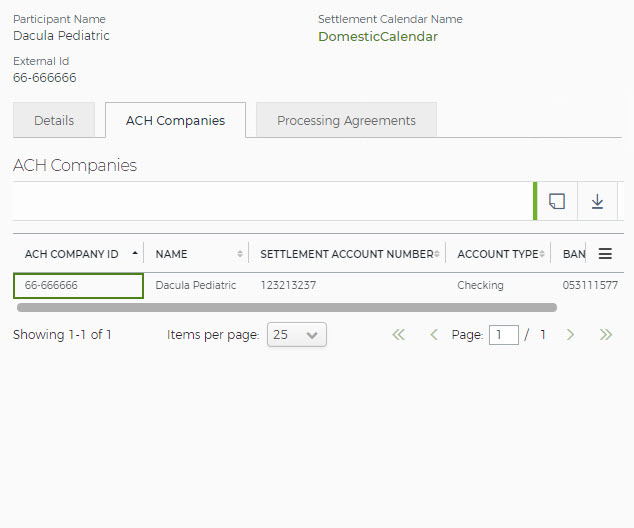 Participant Name
Settlement Calendar Name
Dacula Pediatric
DomesticCalendar
External Id
66-666666
Details
ACH Companies
Processing Agreements
ACH Companies
ACH COMPANY ID NAME SETTLEMENT ACCOUNT NUMBER ACCOUNT TYPE BAN
66-666666 Dacula Pediatric 123213237 Checking 053111577
Showing 1-1 of 1 Items per page: 25 Page: 1 / 1